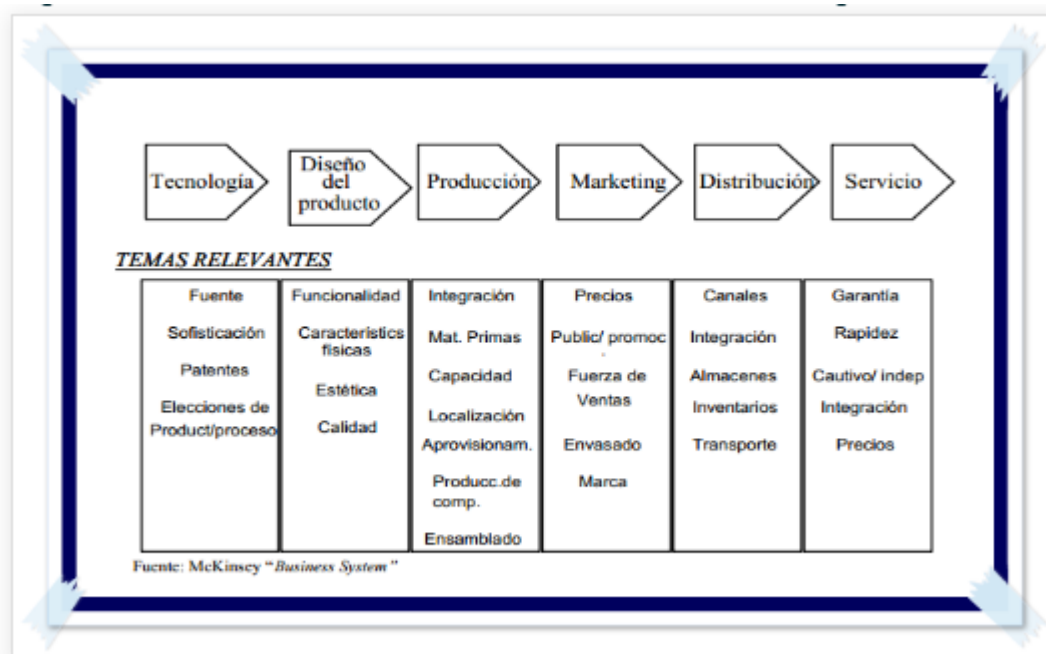 Tecnología
Diseño
del
producto
Producción
Marketing
Distribución
Servicio
TEMAS RELEVANTES
Fuente
Sofisticación
Patentes
Elecciones de
Product/proceso
Funcionalidad
Característics
físicas
Estética
Calidad
Integración
Mat. Primas
Capacidad
Localización
Aprovisionam.
Producc.de
comp.
Ensamblado
Precios
Public/ promoc
.
Fuerza de
Ventas
Envasado
Marca
Canales
Integración
Almacenes
Inventarios
Transporte
Garantía
Rapidez
Cautivo/ indep
Integración
Precios
Fuente: McKinsey “Business System”